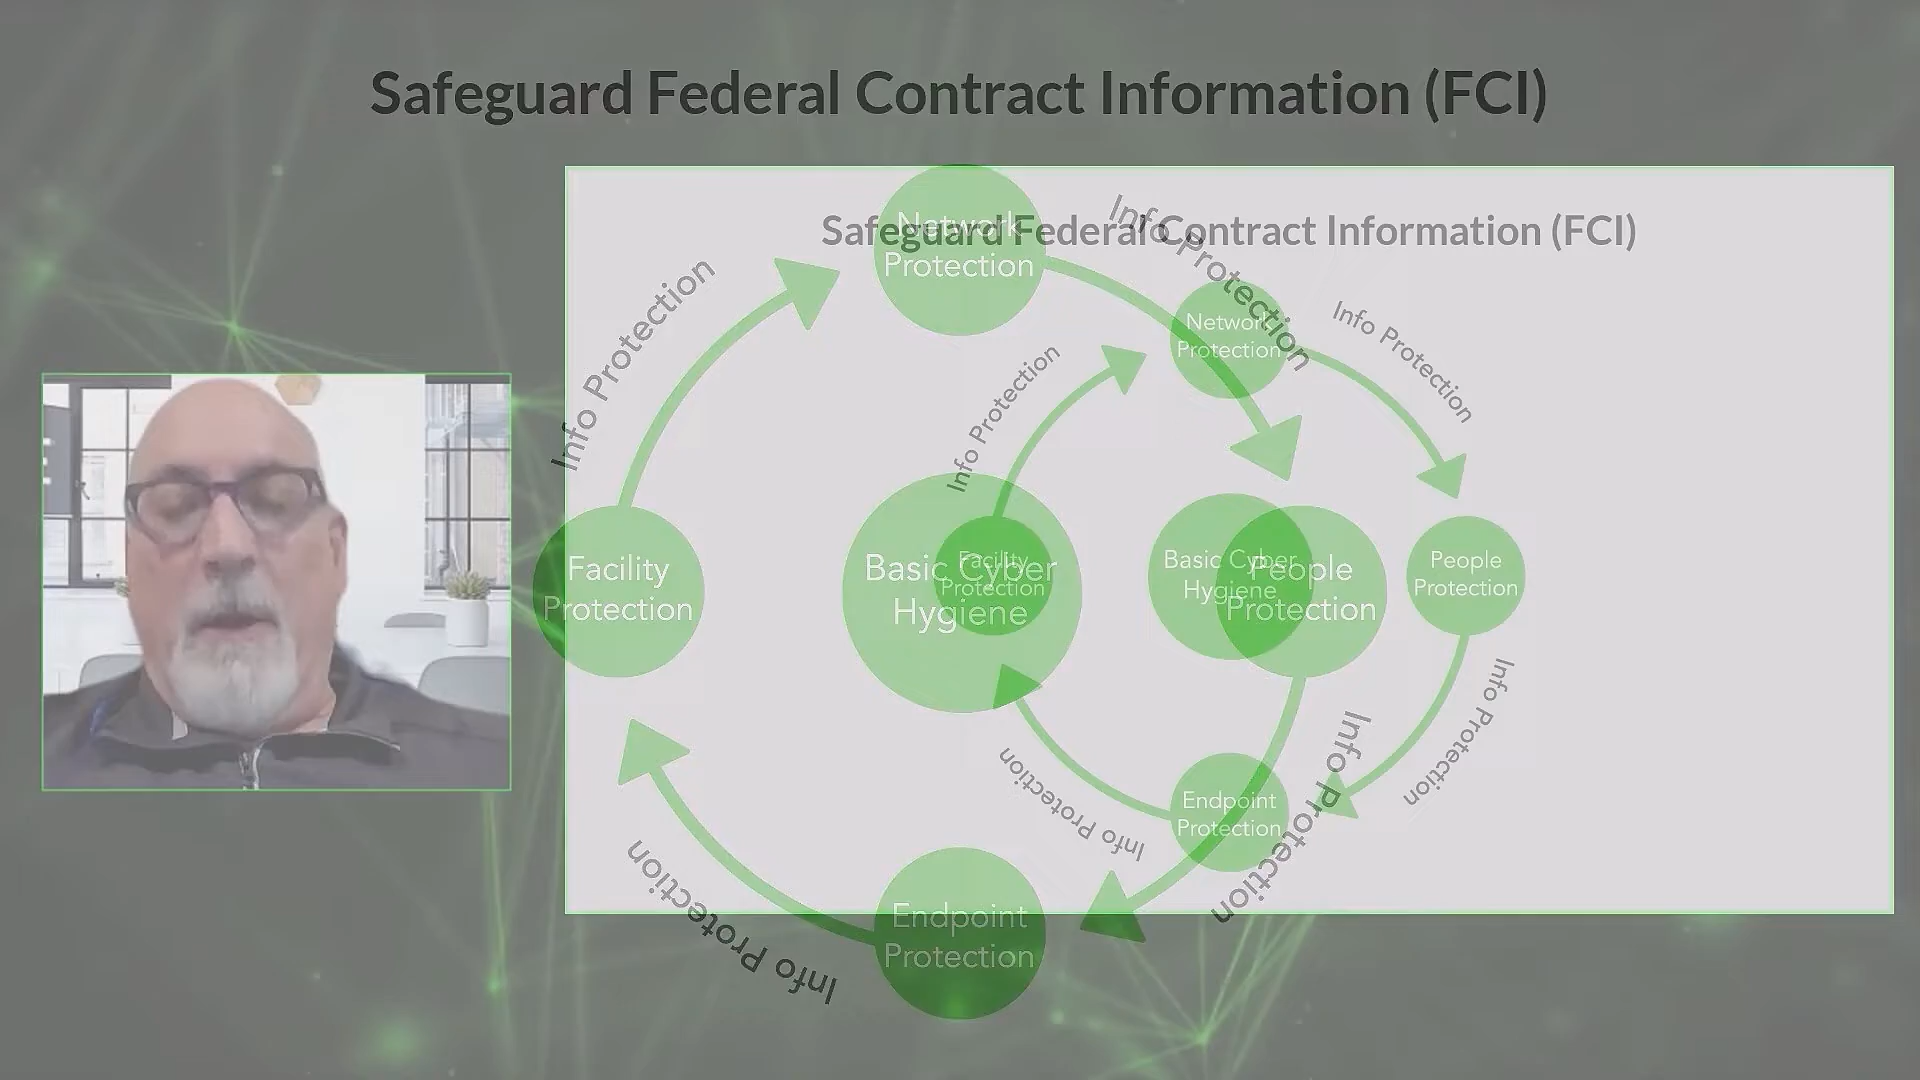 Safeguard Federal Contract Information (FCI)
Safeguard Federal Contract Information (FCI)
Network
Protection
Info Protection
Info Protection
Network
Protection
Info Protection
Info Protection
Facility
Protection
Basic Cyber
Hygiene
Facility
Protection
Basic Cyber
Hygiene
People
Protection
People
Protection
Info Protection
Info Protection
Info Protection
Info Protection
Endpoint
Protection
Endpoint
Protection